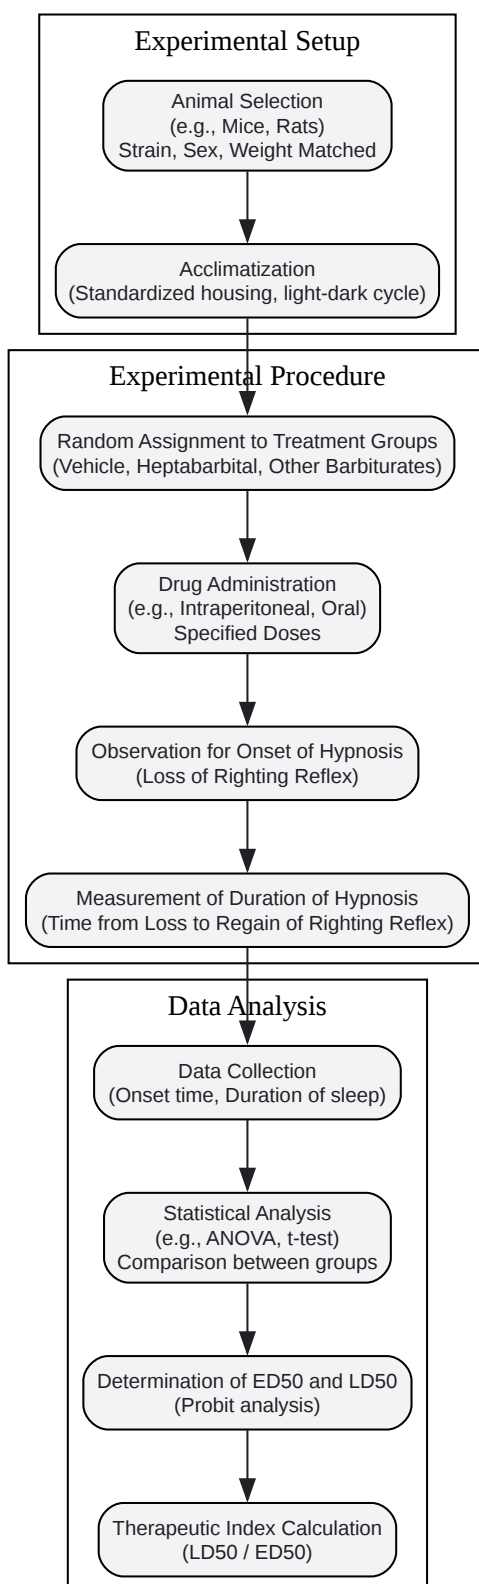 Experimental Setup
Animal Selection
(e.g., Mice, Rats)
Strain, Sex, Weight Matched
Acclimatization
(Standardized housing, light-dark cycle)
Experimental Procedure
Random Assignment to Treatment Groups
(Vehicle, Heptabarbital, Other Barbiturates)
Drug Administration
(e.g., Intraperitoneal, Oral)
Specified Doses
Observation for Onset of Hypnosis
(Loss of Righting Reflex)
Measurement of Duration of Hypnosis
(Time from Loss to Regain of Righting Reflex)
Data Analysis
Data Collection
(Onset time, Duration of sleep)
Statistical Analysis
(e.g., ANOVA, t-test)
Comparison between groups
Determination of ED50 and LD50
(Probit analysis)
Therapeutic Index Calculation
(LD50 / ED50)